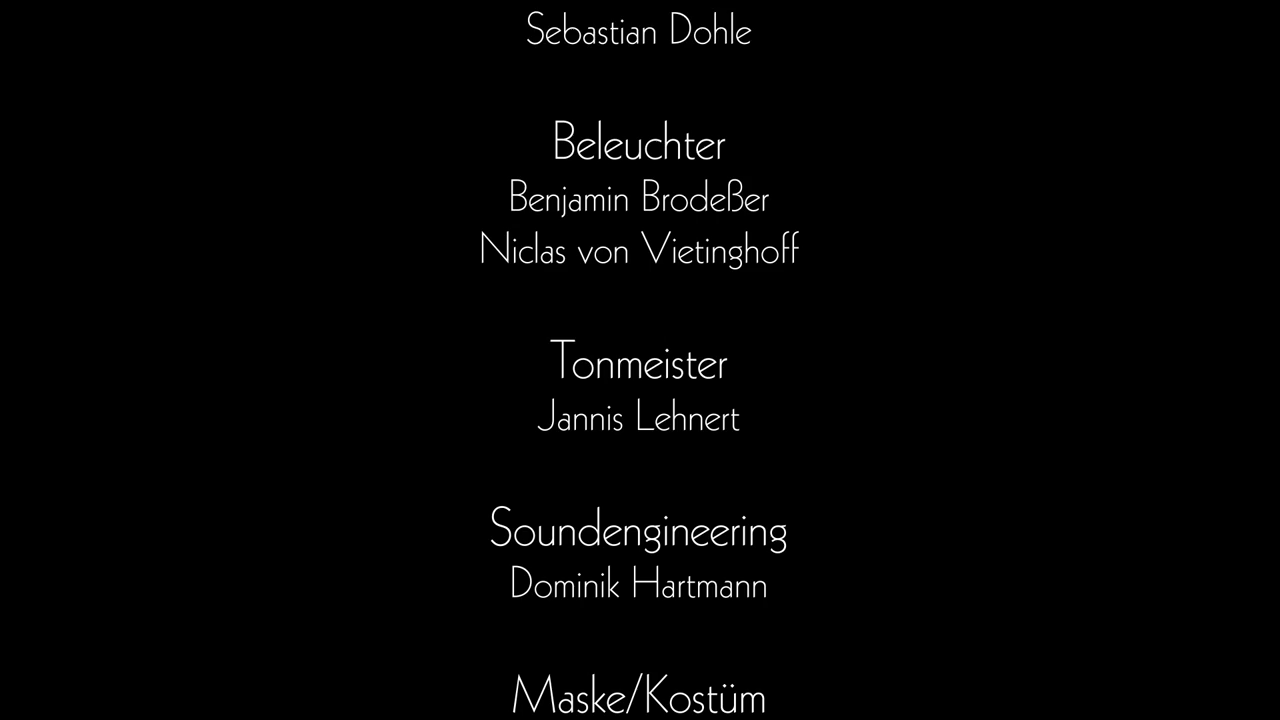 Sebastian Dohle
Beleuchter
Benjamin Brodeßer
Niclas von Vietinghoff
Tonmeister
Jannis Lehnert
Soundengineering
Dominik Hartmann
Maske/Kostüm